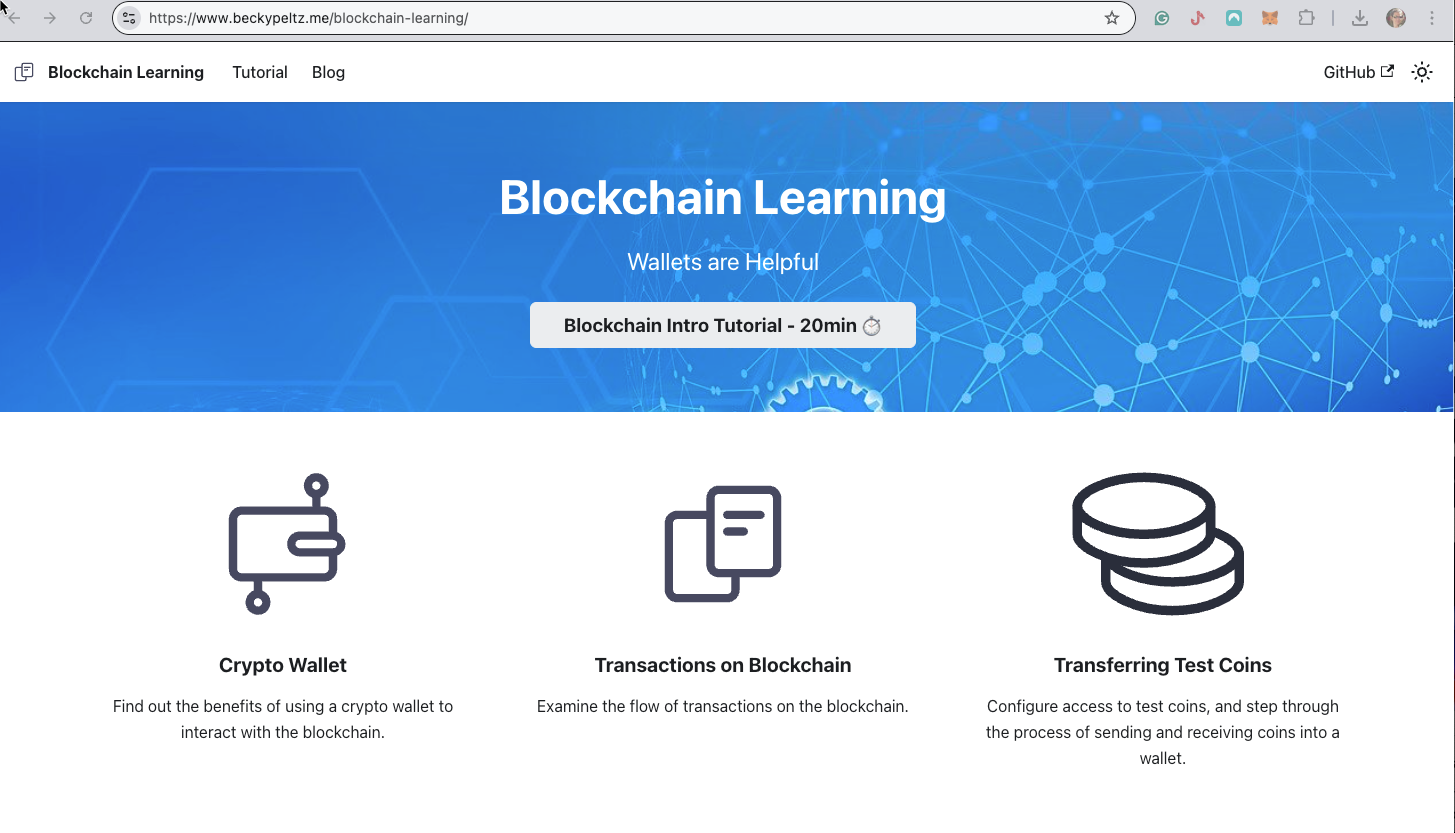 https://www.beckypeltz.me/blockchain-learning/
Blockchain Learning Tutorial Blog GitHub
Blockchain Learning
Wallets are Helpful
Blockchain Intro Tutorial - 20min ⏱️
Crypto Wallet
Find out the benefits of using a crypto wallet to
interact with the blockchain.
Transactions on Blockchain
Examine the flow of transactions on the blockchain.
Transferring Test Coins
Configure access to test coins, and step through
the process of sending and receiving coins into a
wallet.